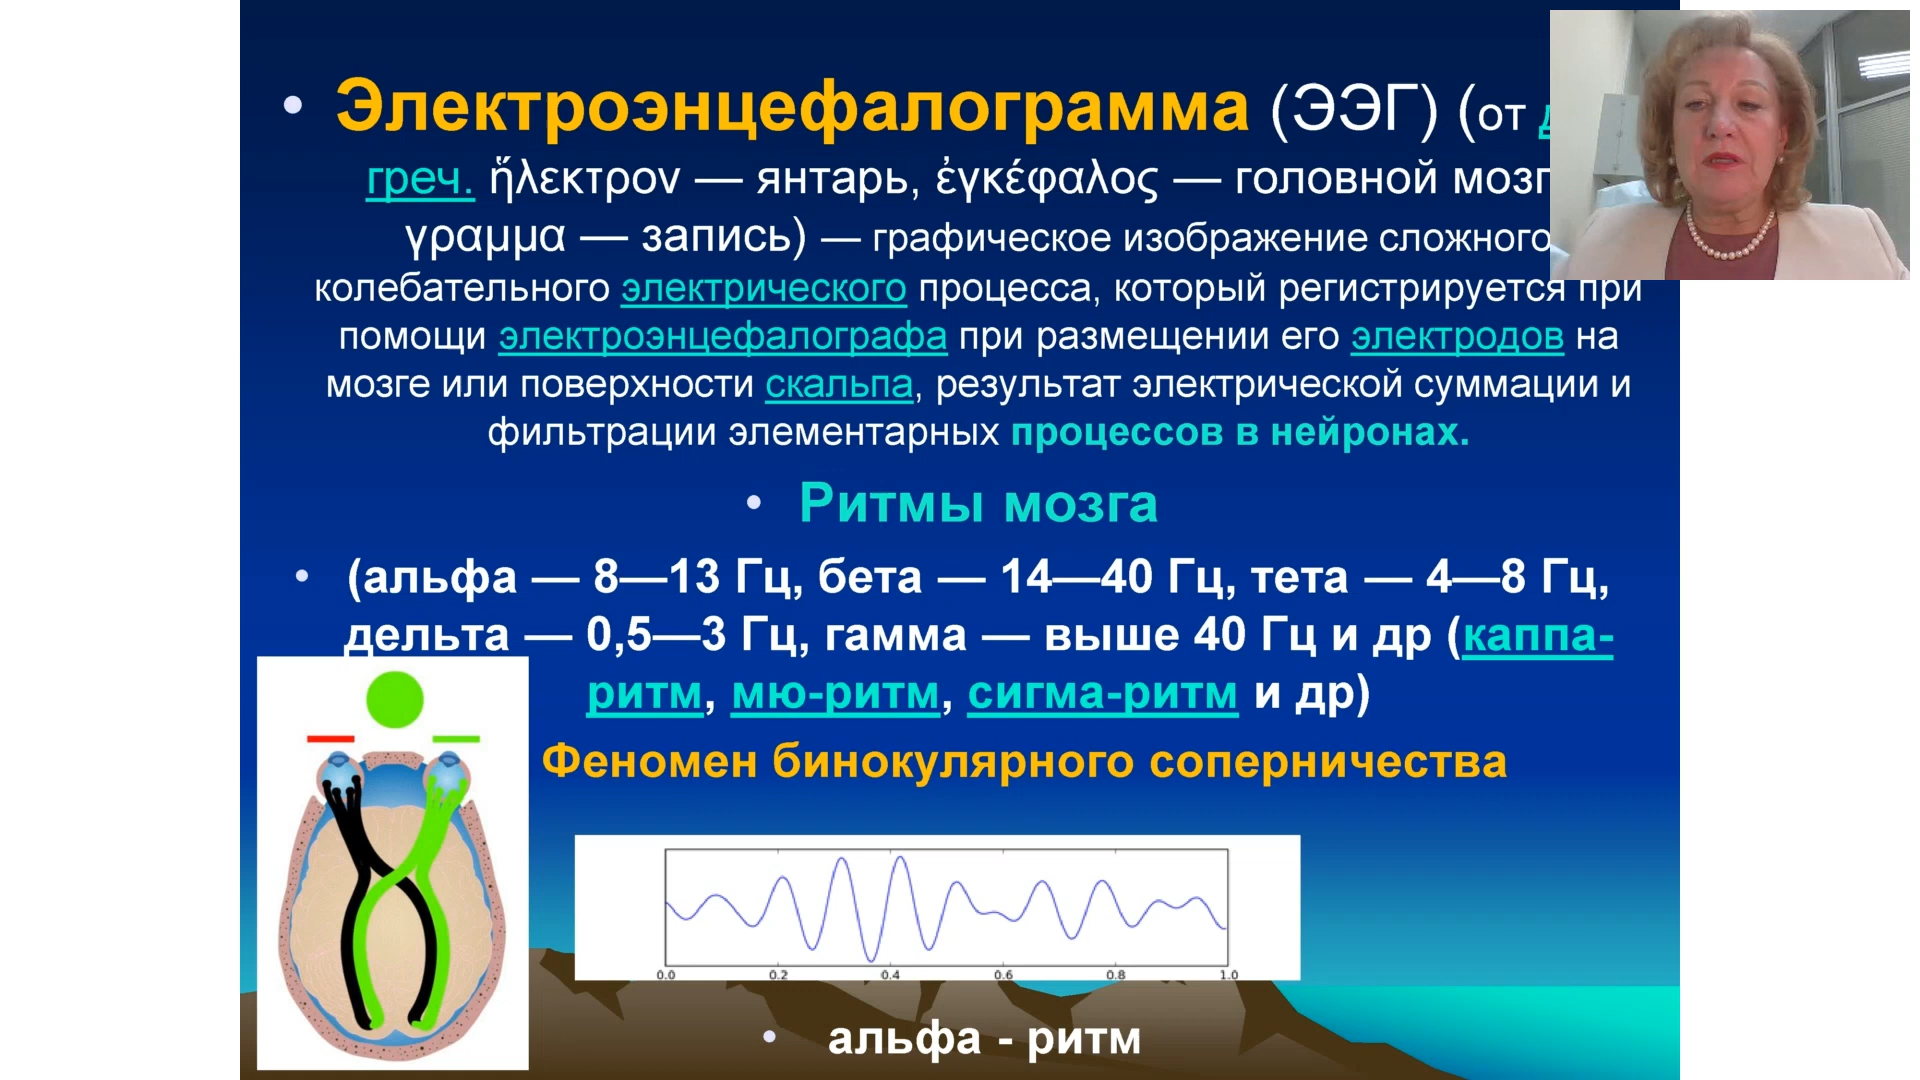 • Электроэнцефалограмма (ЭЭГ) (от
греч. ἤλεκτρον — янтарь, ἐγκέφαλος — головной мозг
γραμμα — запись) — графическое изображение сложного
колебательного электрического процесса, который регистрируется при
помощи электроэнцефалографа при размещении его электродов на
мозге или поверхности скальпа, результат электрической суммации и
фильтрации элементарных процессов в нейронах.
• Ритмы мозга
• (альфа — 8—13 Гц, бета — 14—40 Гц, тета — 4—8 Гц,
дельта — 0,5—3 Гц, гамма — выше 40 Гц и др (каппа-
ритм, мю-ритм, сигма-ритм и др)
Феномен бинокулярного соперничества
0.0 0.2 0.4 0.6 0.8 1.0
• альфа - ритм